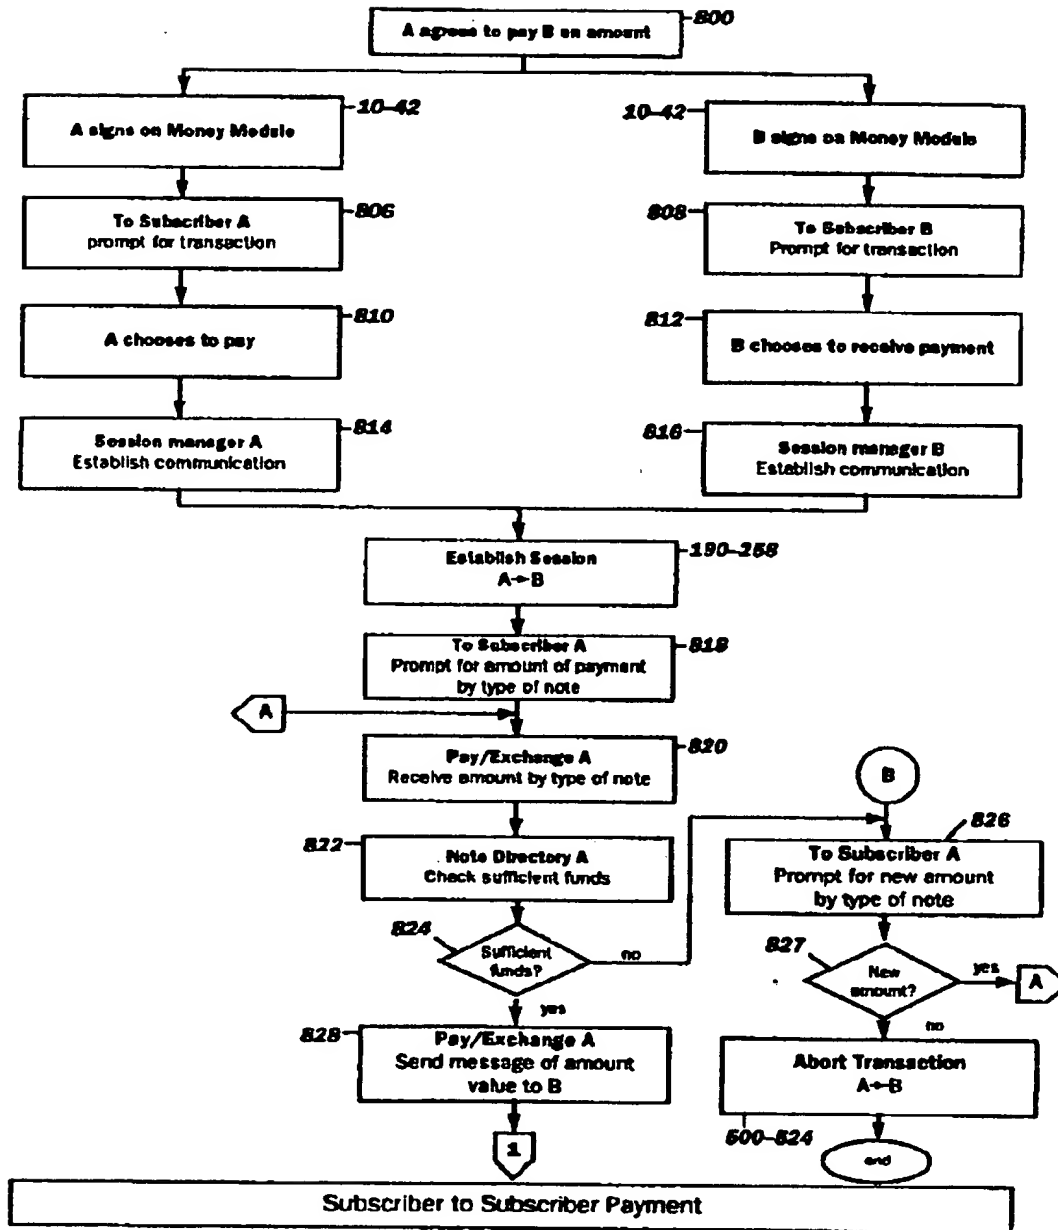 800
A agrees to pay B an amount
10-42
A signs on Money Module
10-42
B signs on Money Module
806
To Subscriber A
prompt for transaction
808
To Subscriber B
Prompt for transaction
810
A chooses to pay
812
B chooses to receive payment
814
Session manager A
Establish communication
816
Session manager B
Establish communication
190-258
Establish Session
A→B
818
To Subscriber A
Prompt for amount of payment
by type of note
A
820
Pay/Exchange A
Receive amount by type of note
B
822
Note Directory A
Check sufficient funds
826
To Subscriber A
Prompt for new amount
by type of note
824
Sufficient
funds?
no
yes
827
New
amount?
yes
A
no
828
Pay/Exchange A
Send message of amount
value to B
Abort Transaction
A←B
500-524
1
end
Subscriber to Subscriber Payment